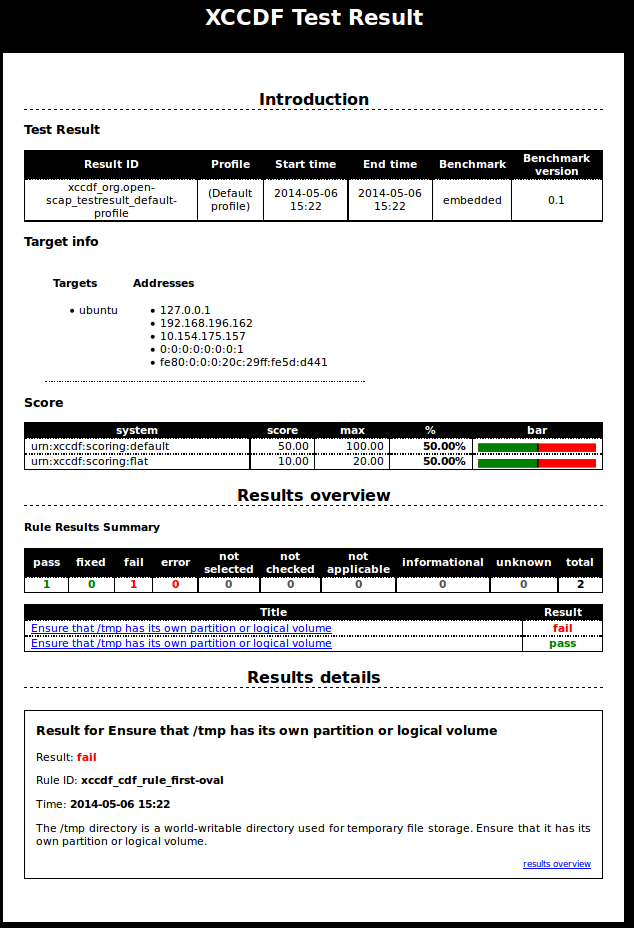 XCCDF Test Result
Introduction
Test Result
Result ID Profile Start time End time Benchmark Benchmark version
xccdf_org.open-scap_testresult_default-profile (Default profile) 2014-05-06 15:22 2014-05-06 15:22 embedded 0.1
Target info
Targets Addresses
• ubuntu • 127.0.0.1
• 192.168.196.162
• 10.154.175.157
• 0:0:0:0:0:0:0:1
• fe80:0:0:0:20c:29ff:fe5d:d441
Score
system score max % bar
urn:xccdf:scoring:default 50.00 100.00 50.00%
urn:xccdf:scoring:flat 10.00 20.00 50.00%
Results overview
Rule Results Summary
pass fixed fail error not selected not checked not applicable informational unknown total
1 0 1 0 0 0 0 0 0 2
Title Result
Ensure that /tmp has its own partition or logical volume fail
Ensure that /tmp has its own partition or logical volume pass
Results details
Result for Ensure that /tmp has its own partition or logical volume
Result: fail
Rule ID: xccdf_cdf_rule_first-oval
Time: 2014-05-06 15:22
The /tmp directory is a world-writable directory used for temporary file storage. Ensure that it has its
own partition or logical volume.
results overview